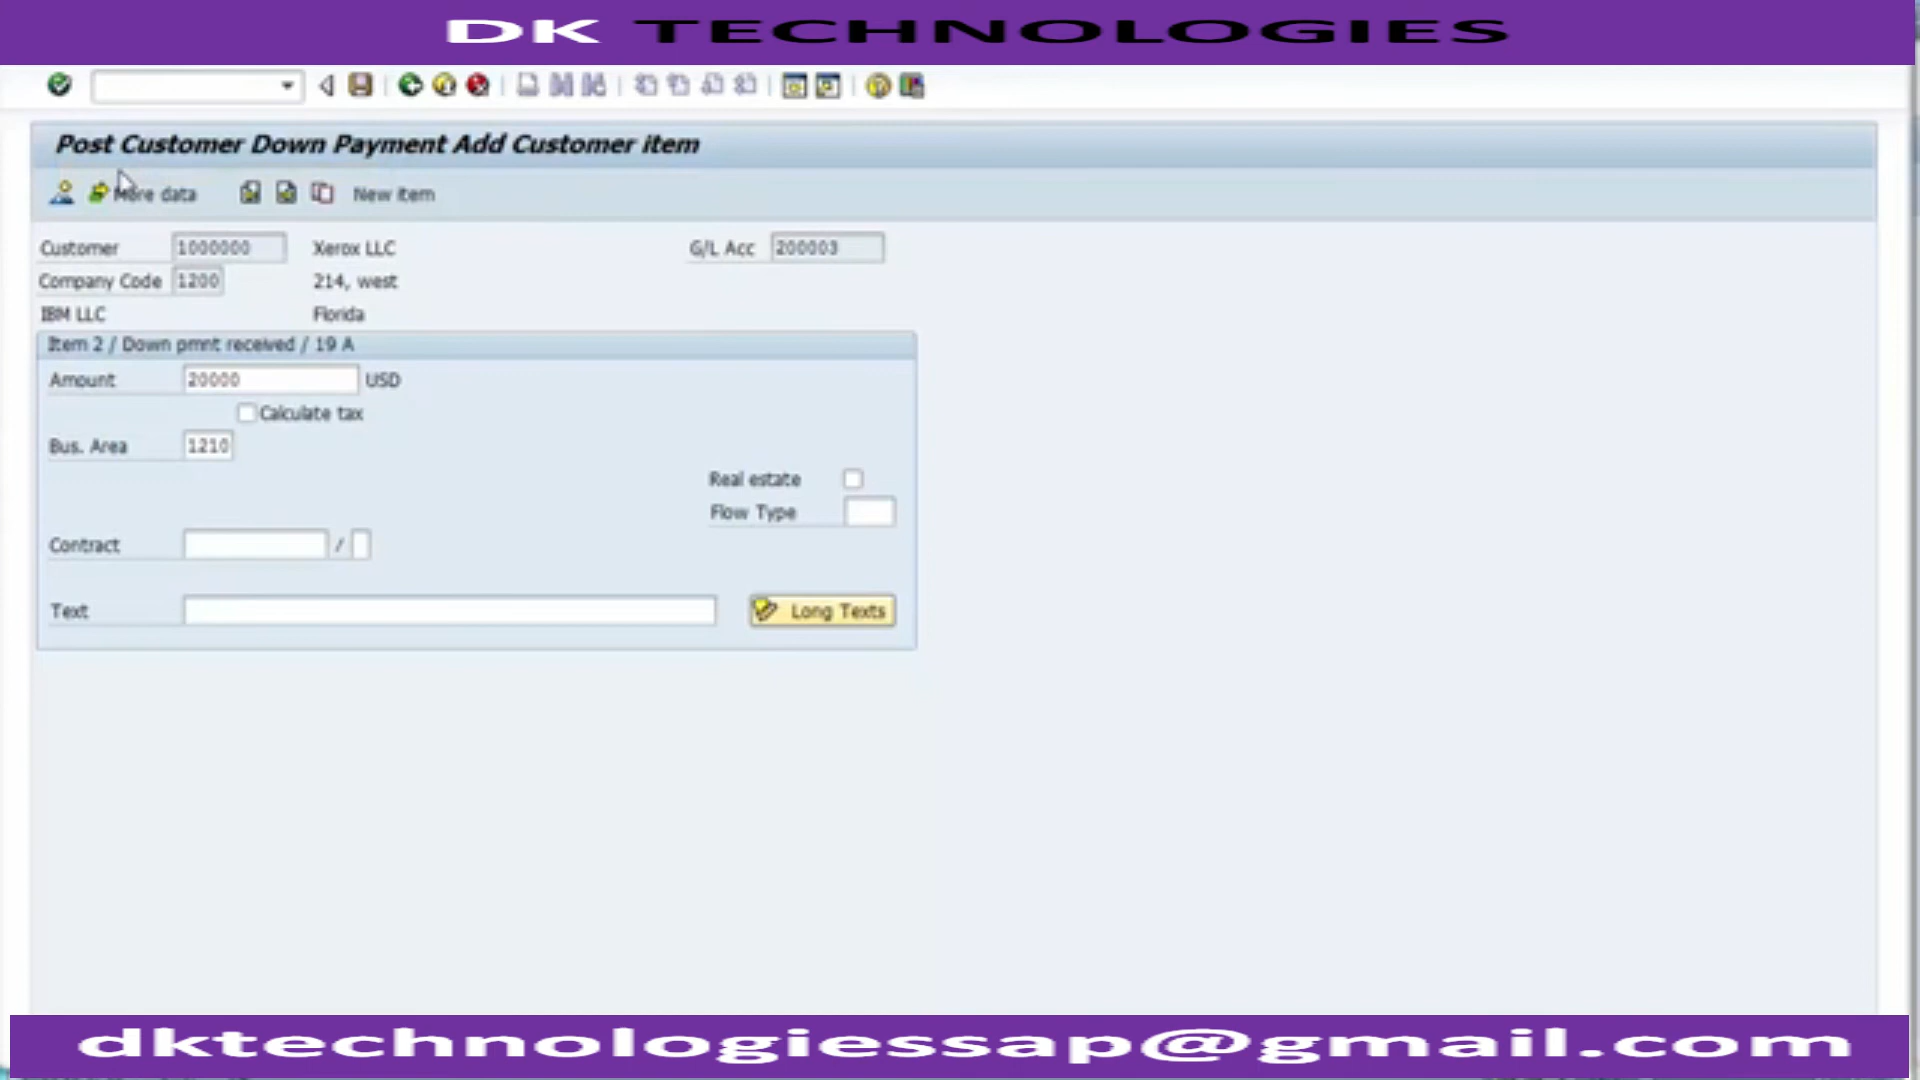 DK TECHNOLOGIES
Post Customer Down Payment Add Customer item
More data New item
Customer 1000000 Xerox LLC G/L Acc 200003
Company Code 1200 214, west
IBM LLC Florida
Item 2 / Down pmnt received / 19 A
Amount 20000 USD
Calculate tax
Bus. Area 1210
Real estate
Flow Type
Contract /
Text Long Texts
dktechnologiessap@gmail.com